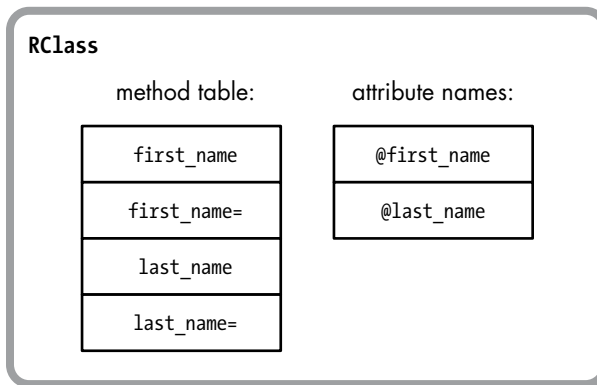 RClass
method table:
first_name
first_name=
last_name
last_name=
attribute names:
@first_name
@last_name